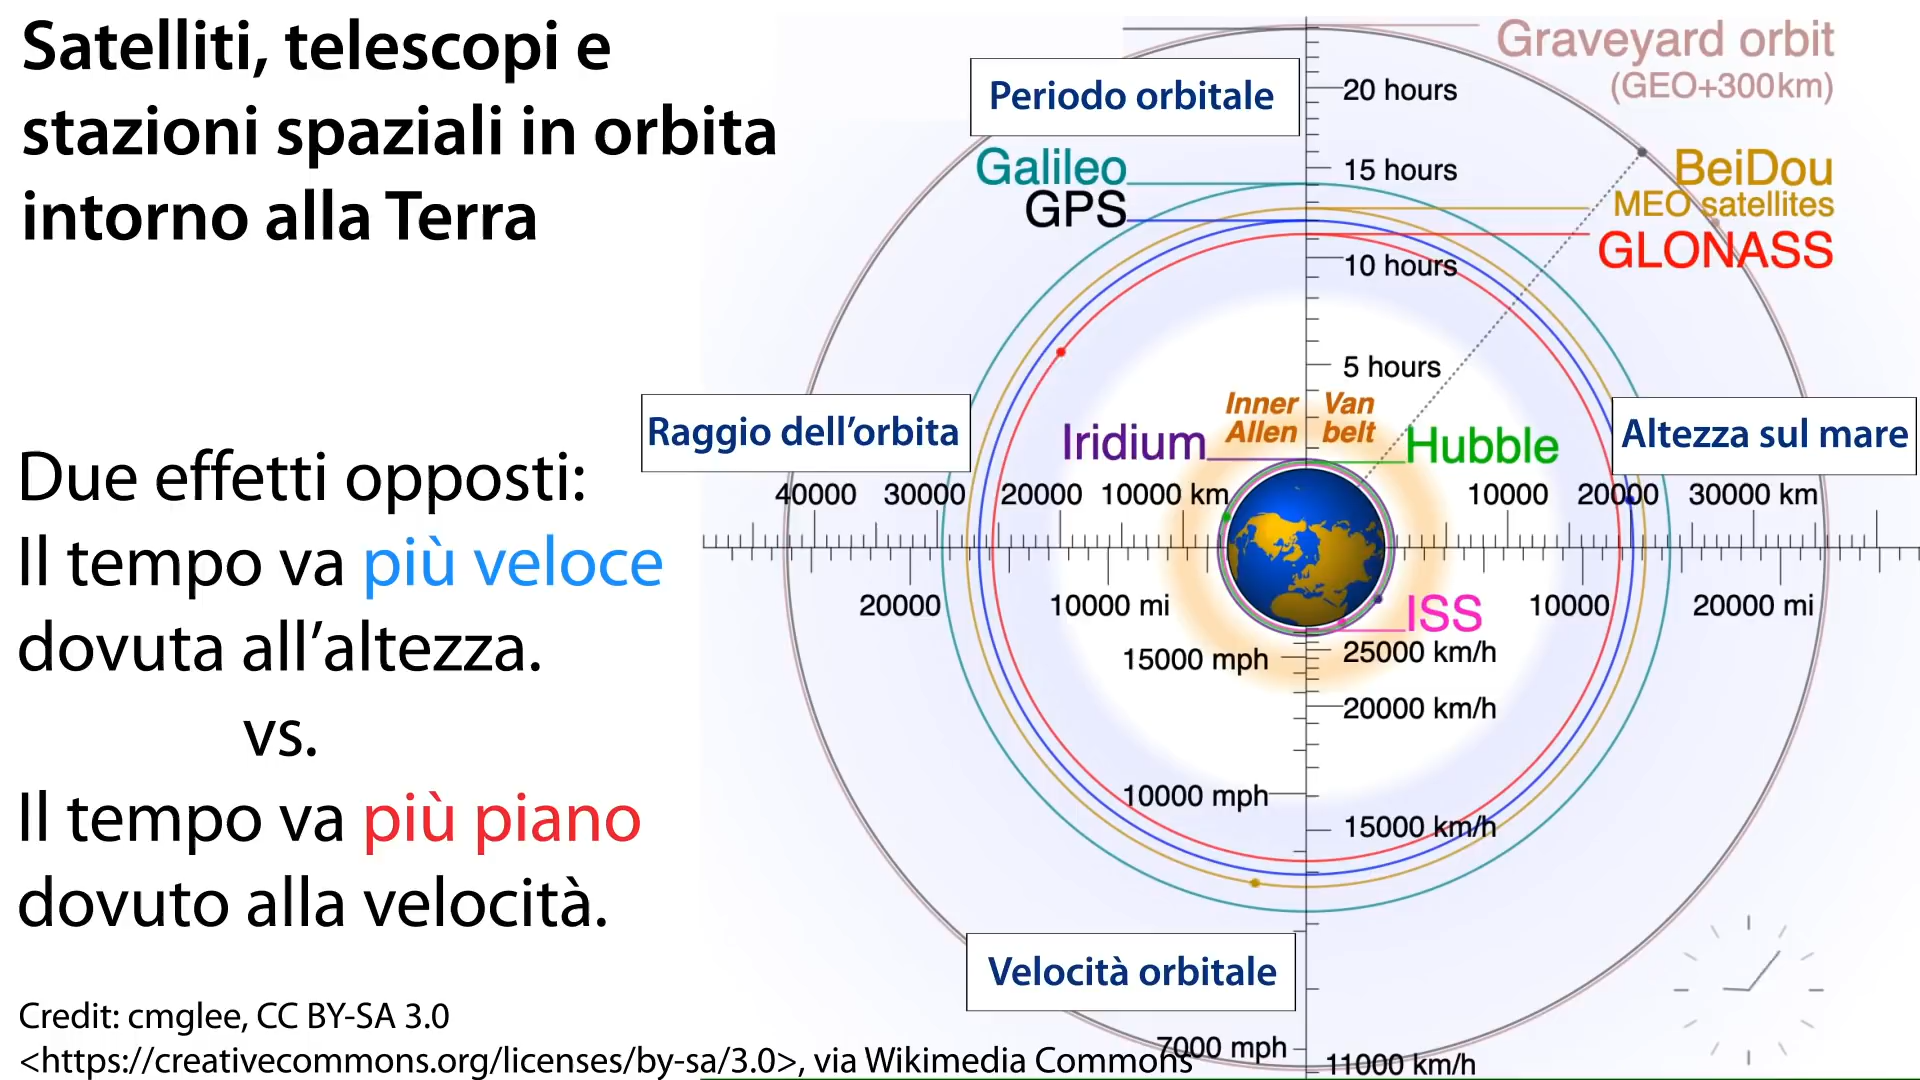 Satelliti, telescopi e
stazioni spaziali in orbita
intorno alla Terra
Due effetti opposti:
Il tempo va più veloce
dovuta all’altezza.
vs.
Il tempo va più piano
dovuto alla velocità.
Credit: cmglee, CC BY-SA 3.0
<https://creativecommons.org/licenses/by-sa/3.0>, via Wikimedia Commons
Graveyard orbit
(GEO+300km)
Periodo orbitale
20 hours
15 hours
10 hours
5 hours
Galileo
GPS
BeiDou
MEO satellites
GLONASS
Inner Van
Allen belt
Raggio dell’orbita
Iridium
Hubble
Altezza sul mare
40000 30000 20000 10000 km
10000 20000 30000 km
20000 10000 mi
ISS
10000 20000 mi
15000 mph
25000 km/h
20000 km/h
10000 mph
15000 km/h
Velocità orbitale
7000 mph
11000 km/h